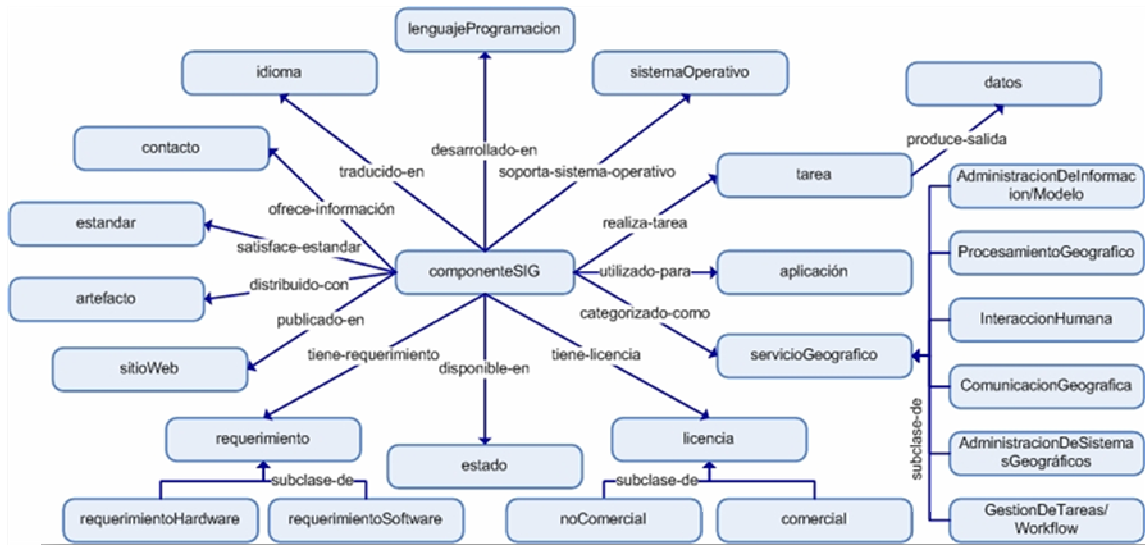 lenguajeProgramacion
idioma
sistemaOperativo
datos
contacto
desarrollado-en
produce-salida
traducido-en
soporta-sistema-operativo
tarea
AdministracionDeInformac
ion/Modelo
ofrece-información
estandar
realiza-tarea
satisface-estandar
ProcesamientoGeografico
componenteSIG
utilizado-para
aplicación
distribuido-con
artefacto
publicado-en
categorizado-como
InteraccionHumana
tiene-requerimiento
tiene-licencia
servicioGeografico
sitioWeb
disponible-en
ComunicacionGeografica
subclase-de
requerimiento
licencia
AdministracionDeSistem
asGeográficos
estado
subclase-de
subclase-de
requerimientoHardware
requerimientoSoftware
noComercial
comercial
GestionDeTareas/
Workflow